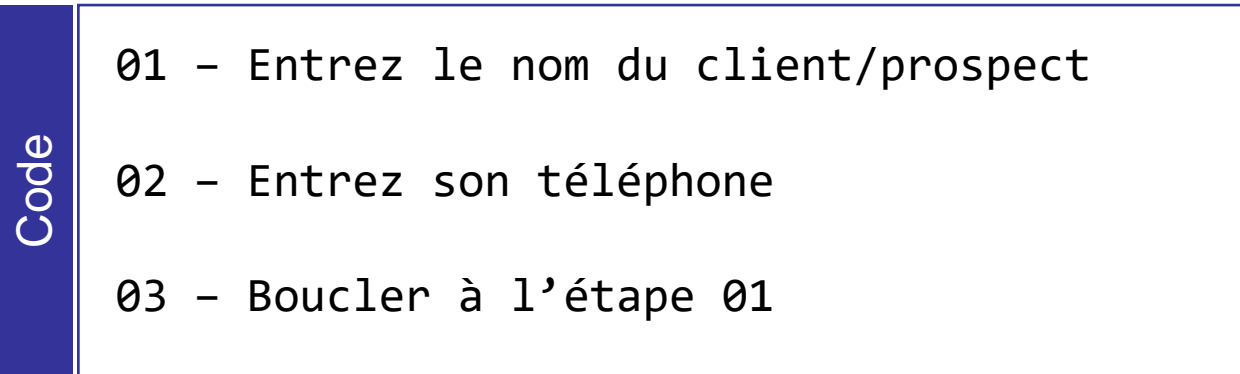 Code
01 – Entrez le nom du client/prospect
02 – Entrez son téléphone
03 – Boucler à l’étape 01